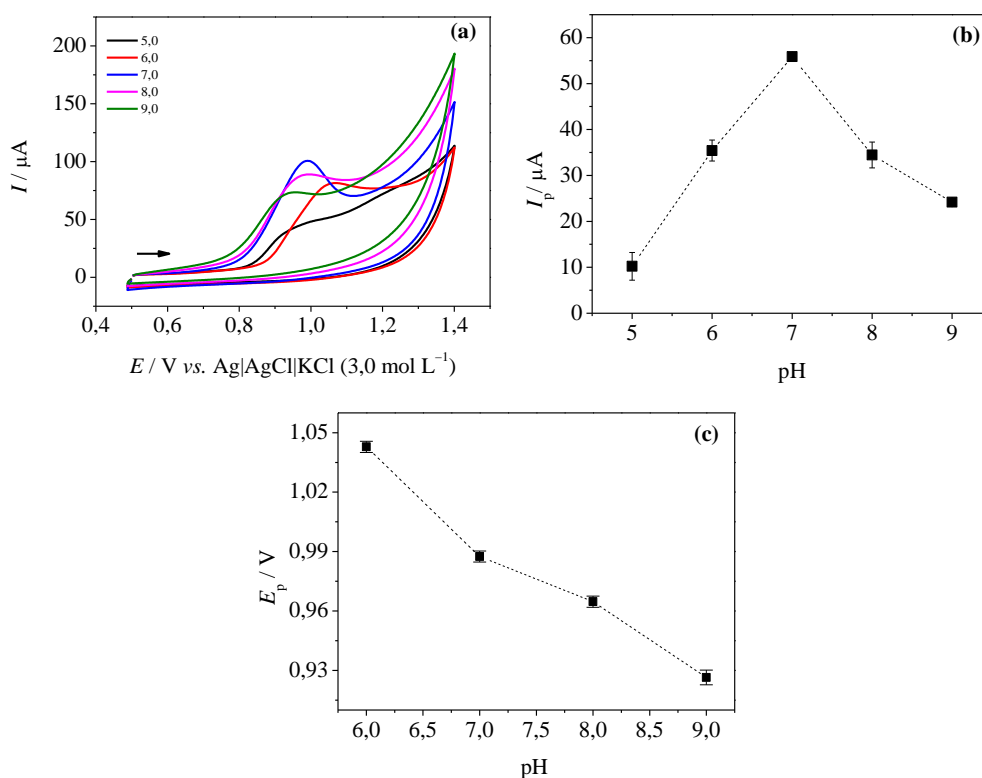 (a)
5,0
6,0
7,0
8,0
9,0
200
150
100
50
0
I / μA
0,4 0,6 0,8 1,0 1,2 1,4
E / V vs. Ag|AgCl|KCl (3,0 mol L⁻¹)
(b)
60
50
40
30
20
10
0
Iₚ/ μA
5 6 7 8 9
pH
(c)
1,05
1,02
0,99
0,96
0,93
Eₚ / V
6,0 6,5 7,0 7,5 8,0 8,5 9,0
pH